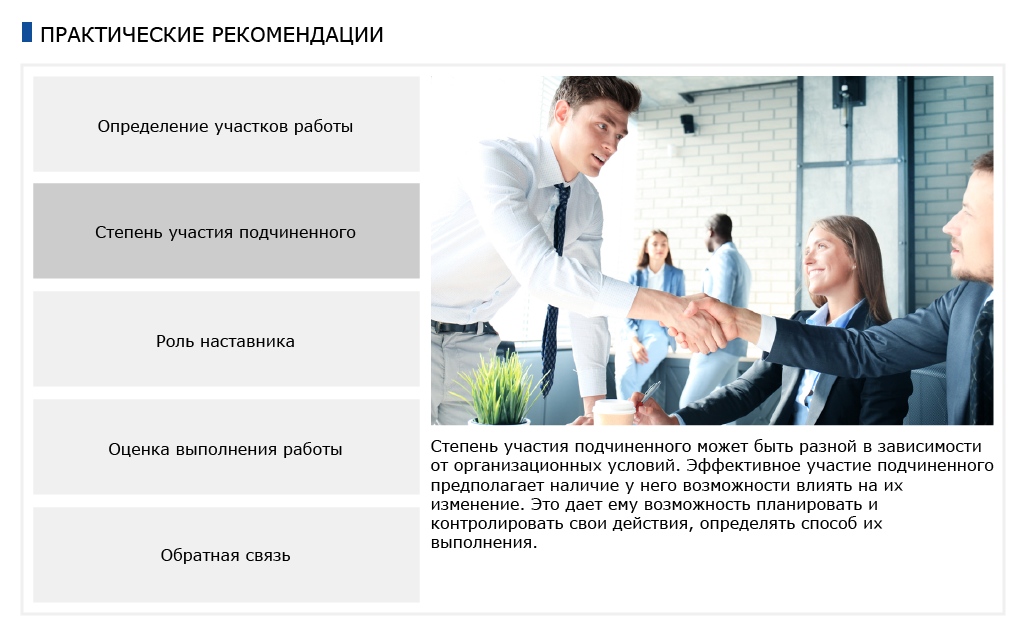 ПРАКТИЧЕСКИЕ РЕКОМЕНДАЦИИ
Определение участков работы
Степень участия подчиненного
Роль наставника
Оценка выполнения работы
Обратная связь
Степень участия подчиненного может быть разной в зависимости
от организационных условий. Эффективное участие подчиненного
предполагает наличие у него возможности влиять на их
изменение. Это дает ему возможность планировать и
контролировать свои действия, определять способ их
выполнения.